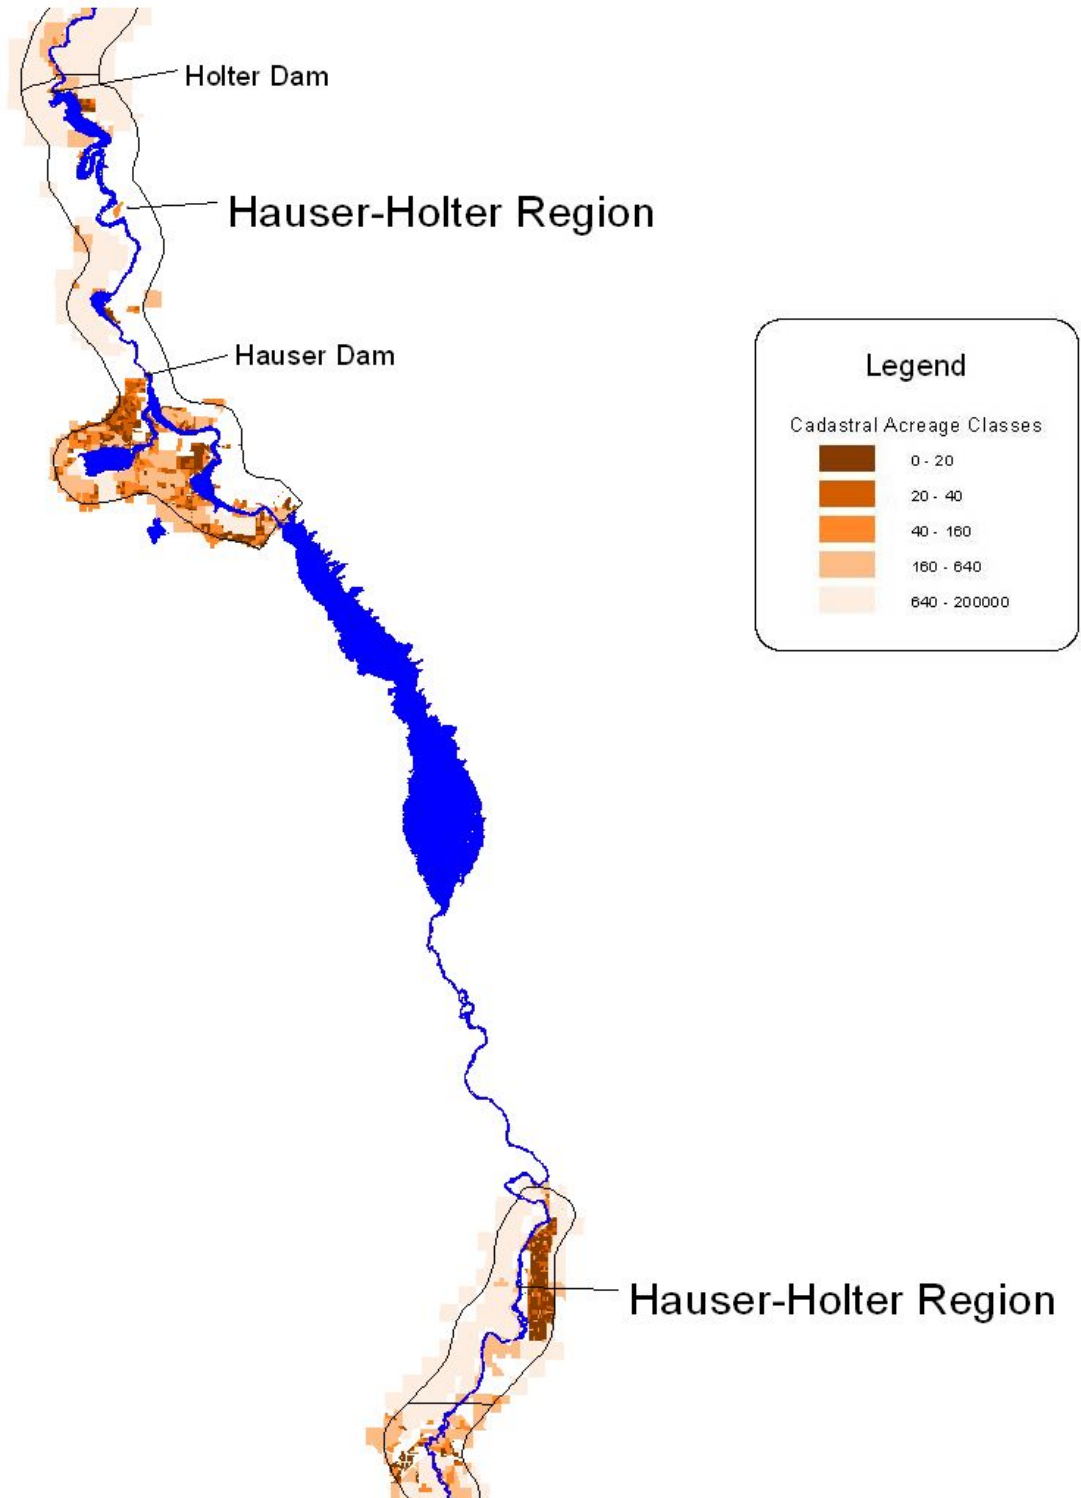 Holter Dam
Hauser-Holter Region
Hauser Dam
Legend
Cadastral Acreage Classes
0 - 20
20 - 40
40 - 160
160 - 640
640 - 200000
Hauser-Holter Region